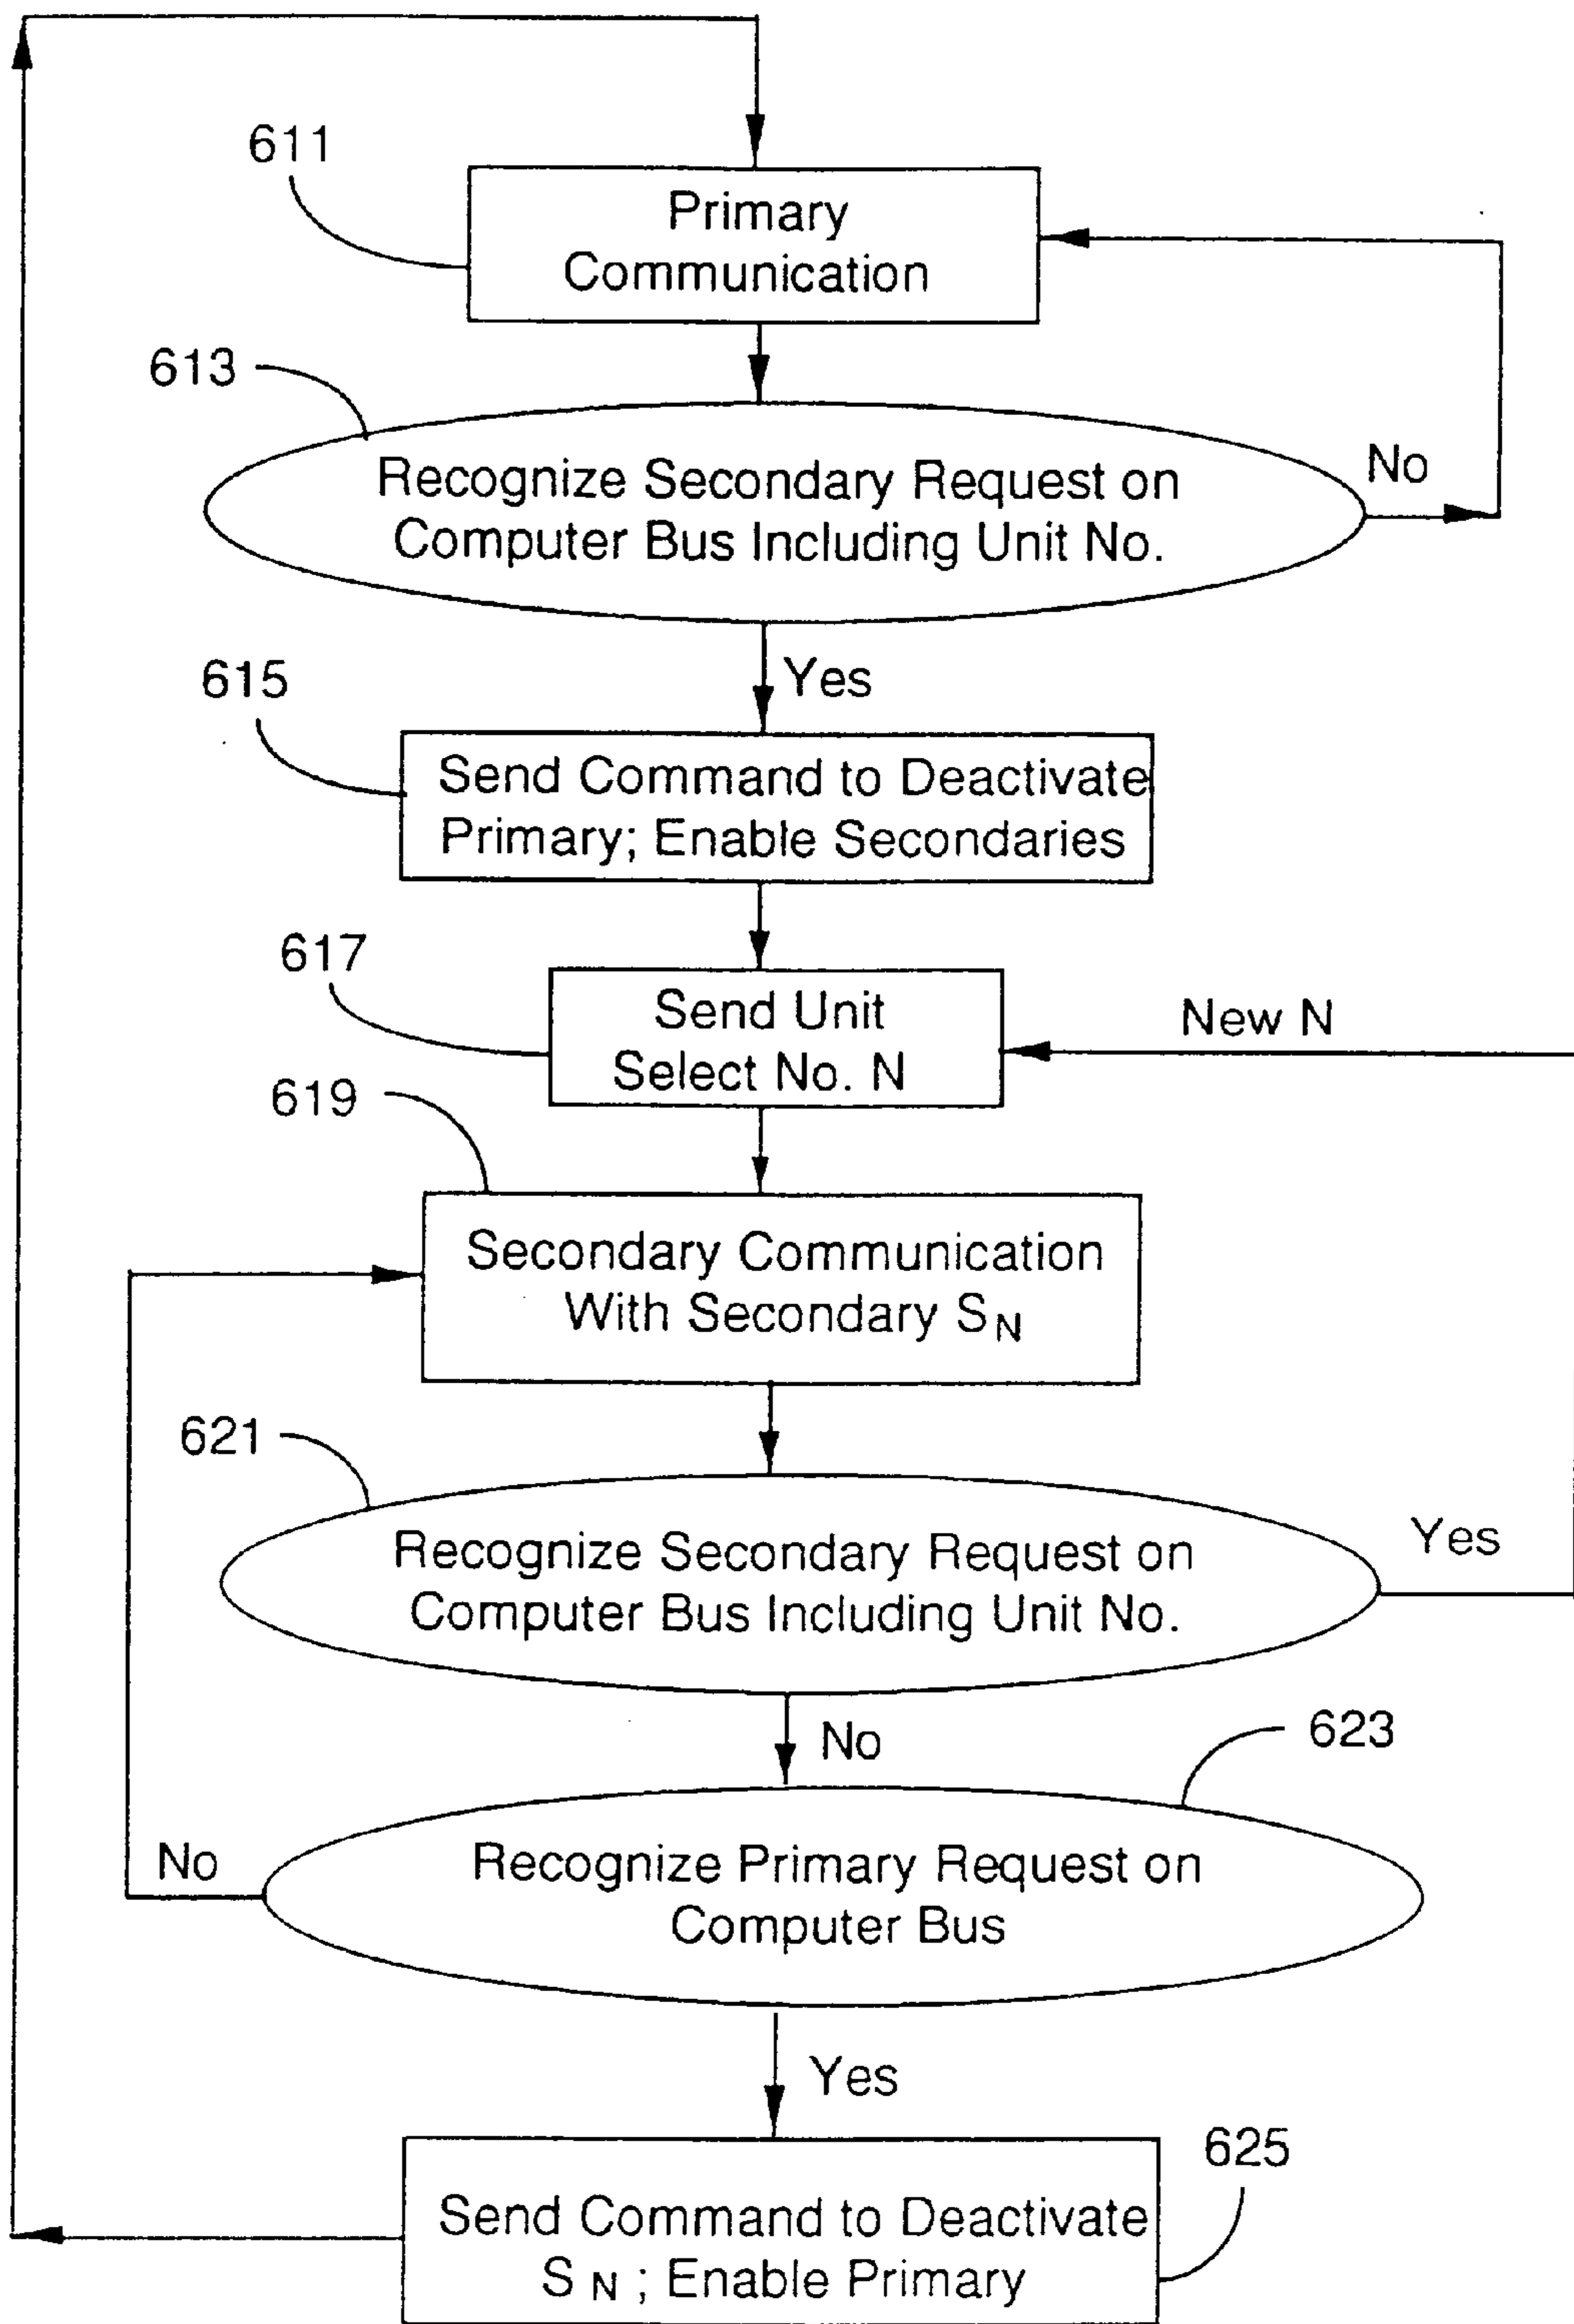 611
Primary
Communication
613
Recognize Secondary Request on
Computer Bus Including Unit No.
No
Yes
615
Send Command to Deactivate
Primary; Enable Secondaries
617
Send Unit
Select No. N
New N
619
Secondary Communication
With Secondary SN
621
Recognize Secondary Request on
Computer Bus Including Unit No.
Yes
No
623
Recognize Primary Request on
Computer Bus
No
Yes
625
Send Command to Deactivate
SN ; Enable Primary